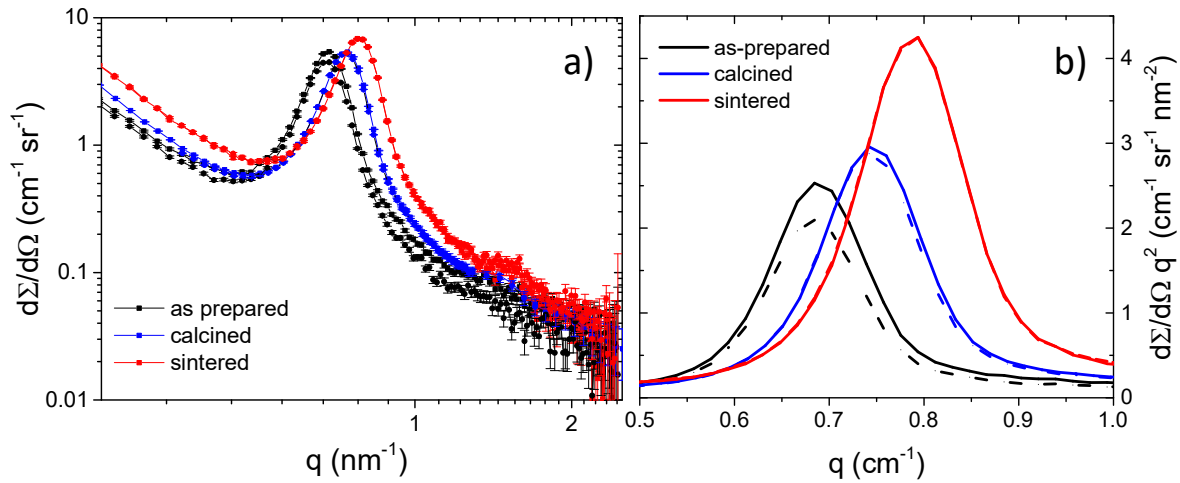 a)
dΣ/dΩ (cm⁻¹ sr⁻¹)
10
1
0.1
0.01
as prepared
calcined
sintered
1
2
q (nm⁻¹)
b)
as-prepared
calcined
sintered
4
3
2
1
0
dΣ/dΩ q² (cm⁻¹ sr⁻¹ nm⁻²)
0.5
0.6
0.7
0.8
0.9
1.0
q (cm⁻¹)